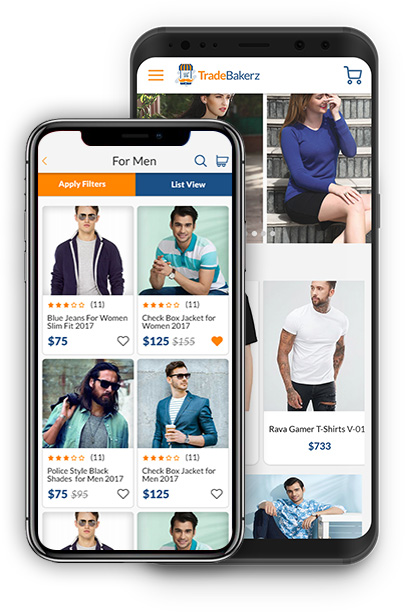 TradeBakerz
For Men
Apply Filters
List View
(11)
Blue Jeans For Women
Slim Fit 2017
$75
(11)
Check Box Jacket for
Women 2017
$125 $155
(11)
Police Style Black
Shades for Men 2017
$75 $95
(11)
Check Box Jacket for
Men 2017
$125
Rava Gamer T-Shirts V-01
$733